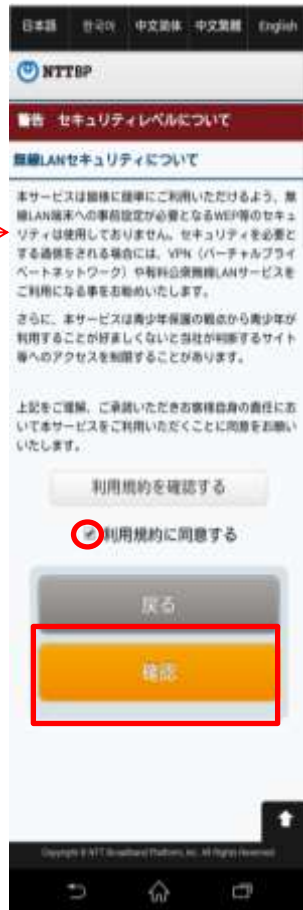 日本語 한국어 中文简体 中文繁體 English
NTTBP
警告 セキュリティレベルについて
無線LANセキュリティについて
本サービスは皆様に簡単にご利用いただけるよう、無
線LAN端末への事前設定が必要となるWEP等のセキュ
リティは使用しておりません。セキュリティを必要と
する通信をされる場合には、VPN（バーチャルプライ
ベートネットワーク）や有料公衆無線LANサービスを
ご利用になる事をお勧めいたします。
さらに、本サービスは青少年保護の観点から青少年が
利用することが好ましくないと当社が判断するサイト
等へのアクセスを制限することがあります。
上記をご理解、ご承諾いただきお客様自身の責任にお
いて本サービスをご利用いただくことに同意をお願い
いたします。
利用規約を確認する
利用規約に同意する
戻る
確認
Copyright © NTT Broadband Platform, Inc. All Rights Reserved.